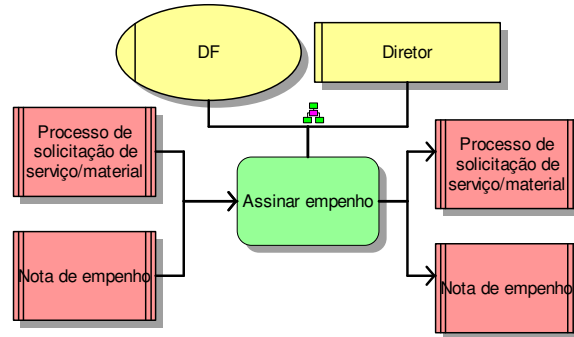 DF
Diretor
Processo de
solicitação de
serviço/material
Assinar empenho
Processo de
solicitação de
serviço/material
Nota de empenho
Nota de empenho